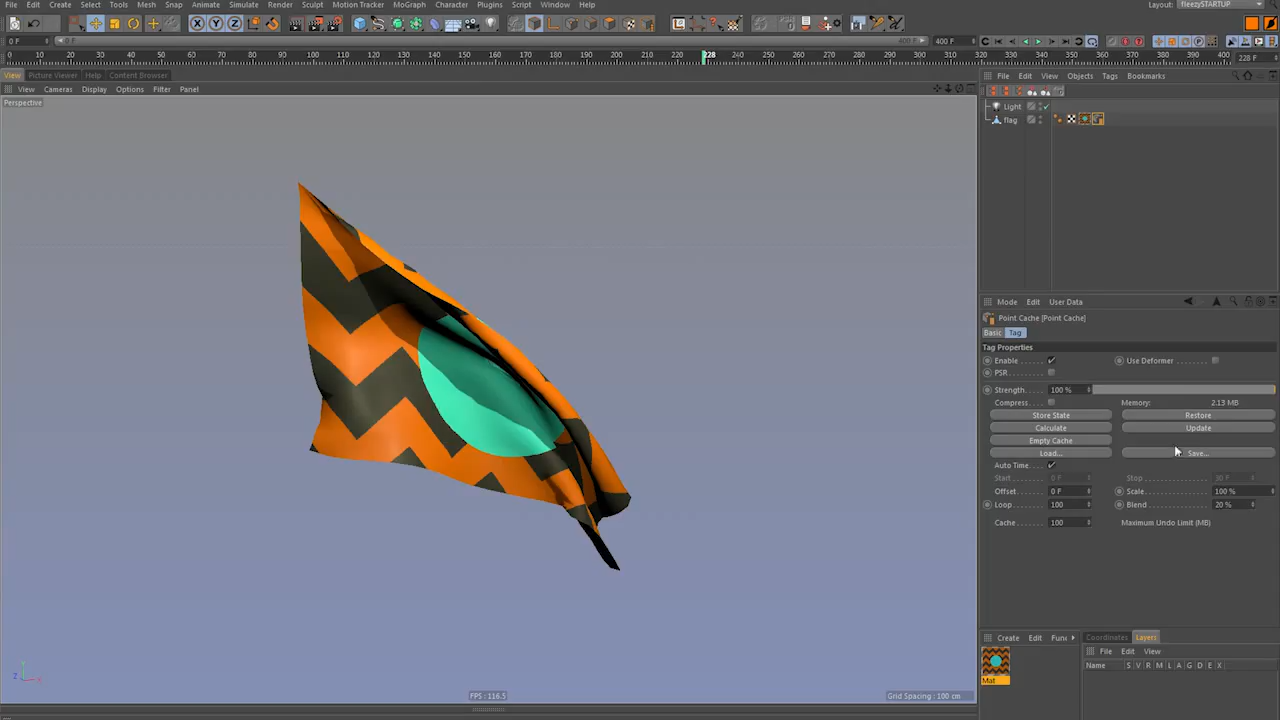 File Edit Create Select Tools Mesh Snap Animate Simulate Render Sculpt Motion Tracker MoGraph Character Plugins Script Window Help
Layout: fleezySTARTUP
0 F 0 F 400 F 400 F
0 10 20 30 40 50 60 70 80 90 100 110 120 130 140 150 160 170 180 190 200 210 220 228 240 250 260 270 280 290 300 310 320 330 340 350 360 370 380 390 400 228 F
View Picture Viewer Help Content Browser
View Cameras Display Options Filter Panel
Perspective
FPS : 116.5
Grid Spacing : 100 cm
File Edit View Objects Tags Bookmarks
Light
flag
Mode Edit User Data
Point Cache [Point Cache]
Basic Tag
Tag Properties
Enable Use Deformer
PSR
Strength 100 %
Compress Memory: 2.13 MB
Store State Restore
Calculate Update
Empty Cache
Load... Save...
Auto Time
Start 0 F Stop 30 F
Offset 0 F Scale 100 %
Loop 100 Blend 20 %
Cache 100 Maximum Undo Limit (MB)
Create Edit Func
Mat
Coordinates Layers
File Edit View
Name S V R M L A G D E X